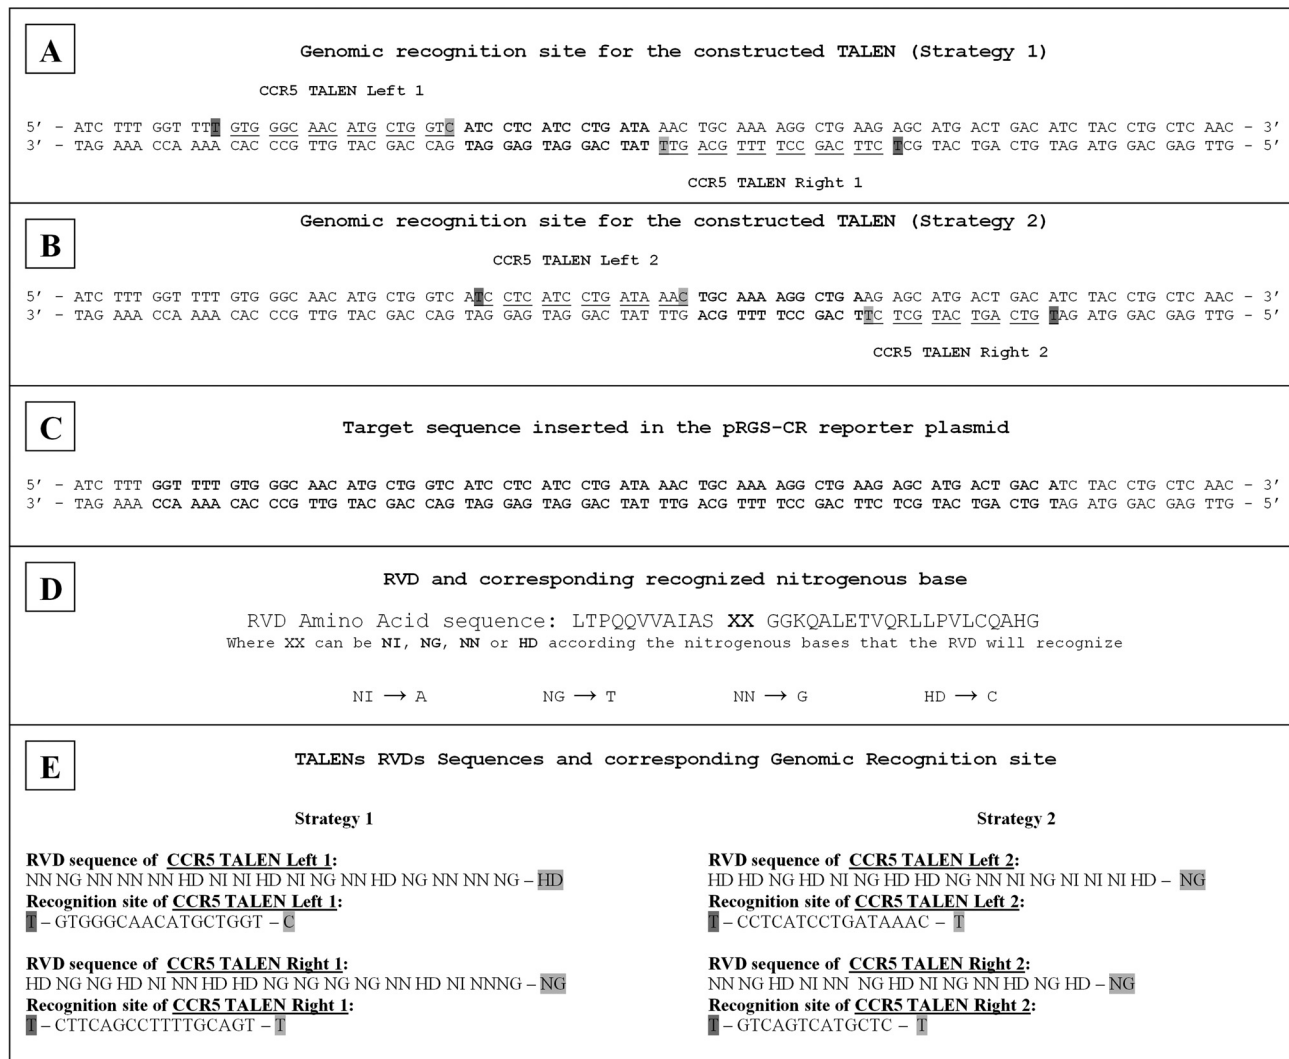 A
Genomic recognition site for the constructed TALEN (Strategy 1)
CCR5 TALEN Left 1
5’ – ATC TTT GGT TTT GTG GGC AAC ATG CTG GTC ATC CTC ATC CTG ATA AAC TGC AAA AGG CTG AAG AGC ATG ACT GAC ATC TAC CTG CTC AAC – 3’
3’ – TAG AAA CCA AAA CAC CCG TTG TAC GAC CAG TAG GAG TAG GAC TAT TTG ACG TTT TCC GAC TTC TCG TAC TGA CTG TAG ATG GAC GAG TTG – 5’
CCR5 TALEN Right 1
B
Genomic recognition site for the constructed TALEN (Strategy 2)
CCR5 TALEN Left 2
5’ – ATC TTT GGT TTT GTG GGC AAC ATG CTG GTC ATC CTC ATC CTG ATA AAC TGC AAA AGG CTG AAG AGC ATG ACT GAC ATC TAC CTG CTC AAC – 3’
3’ – TAG AAA CCA AAA CAC CCG TTG TAC GAC CAG TAG GAG TAG GAC TAT TTG ACG TTT TCC GAC TTC TCG TAC TGA CTG TAG ATG GAC GAG TTG – 5’
CCR5 TALEN Right 2
C
Target sequence inserted in the pRGS-CR reporter plasmid
5’ – ATC TTT GGT TTT GTG GGC AAC ATG CTG GTC ATC CTC ATC CTG ATA AAC TGC AAA AGG CTG AAG AGC ATG ACT GAC ATC TAC CTG CTC AAC – 3’
3’ – TAG AAA CCA AAA CAC CCG TTG TAC GAC CAG TAG GAG TAG GAC TAT TTG ACG TTT TCC GAC TTC TCG TAC TGA CTG TAG ATG GAC GAG TTG – 5’
D
RVD and corresponding recognized nitrogenous base
RVD Amino Acid sequence: LTPQQVVAIAS XX GGKQALETVQRLLPVLCQAHG
Where XX can be NI, NG, NN or HD according the nitrogenous bases that the RVD will recognize
NI → A NG → T NN → G HD → C
E
TALENs RVDs Sequences and corresponding Genomic Recognition site
Strategy 1
RVD sequence of CCR5 TALEN Left 1:
NN NG NN NN NN HD NI NI HD NI NG NN HD NG NN NN NG – HD
Recognition site of CCR5 TALEN Left 1:
T – GTGGGCAACATGCTGGT – C
RVD sequence of CCR5 TALEN Right 1:
HD NG NG HD NI NN HD HD NG NG NG NG NN HD NI NNNG – NG
Recognition site of CCR5 TALEN Right 1:
T – CTTCAGCCTTTTGCAGT – T
Strategy 2
RVD sequence of CCR5 TALEN Left 2:
HD HD NG HD NI NG HD HD NG NN NI NG NI NI NI HD – NG
Recognition site of CCR5 TALEN Left 2:
T – CCTCATCCTGATAAAC – T
RVD sequence of CCR5 TALEN Right 2:
NN NG HD NI NN NG HD NI NG NN HD NG HD – NG
Recognition site of CCR5 TALEN Right 2:
T – GTCAGTCATGCTC – T